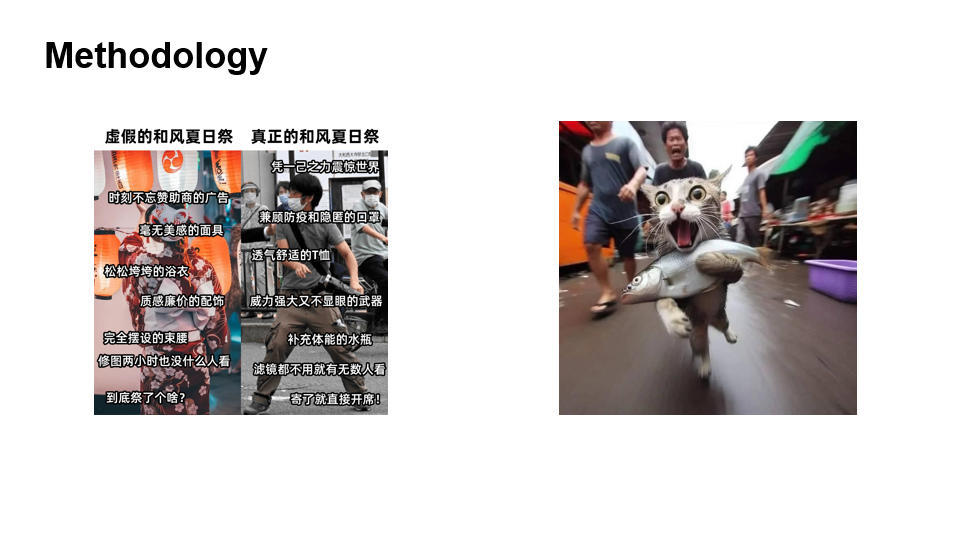 Methodology
虚假的和风夏日祭
真正的和风夏日祭
时刻不忘赞助商的广告
毫无美感的面具
松松垮垮的浴衣
质感廉价的配饰
完全摆设的束腰
修图两小时也没什么人看
到底祭了个啥?
凭一己之力震惊世界
兼顾防疫和隐匿的口罩
透气舒适的T恤
威力强大又不显眼的武器
补充体能的水瓶
滤镜都不用就有无数人看
寄了就直接开席!